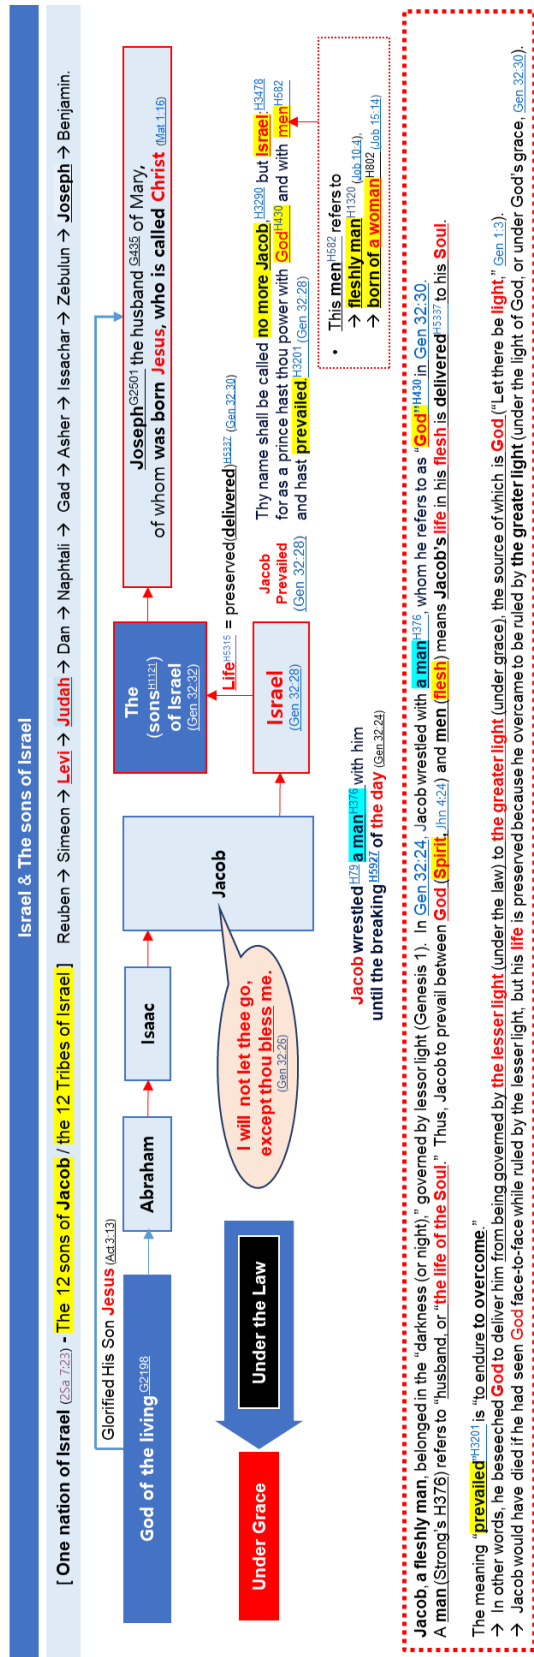 Israel & The sons of Israel
[ One nation of Israel (2Sa 7:23) - The 12 sons of Jacob / the 12 Tribes of Israel ] Reuben → Simeon → Levi → Judah → Dan → Naphtali → Gad → Asher → Issachar → Zebulun → Joseph → Benjamin.
Glorified His Son Jesus (Act 3:13)
God of the living G2198
Abraham
Isaac
Jacob
The
(sons H1121)
of Israel
(Gen 32:32)
Joseph G2501 the husband G435 of Mary,
of whom was born Jesus, who is called Christ (Mat 1:16)
I will not let thee go,
except thou bless me.
(Gen 32:26)
Life H5315 = preserved(delivered) H5337 (Gen 32:30)
Israel
(Gen 32:28)
Jacob
Prevailed
(Gen 32:28)
Thy name shall be called no more Jacob, H3290 but Israel: H3478
for as a prince hast thou power with God H430 and with men H582
and hast prevailed. H3201 (Gen 32:28)
Under Grace
Under the Law
Jacob wrestled H79 a man H376 with him
until the breaking H5927 of the day (Gen 32:24)
• This men H582 refers to
→ fleshly man H1320 (Job 10:4).
→ born of a woman H802 (Job 15:14)
Jacob, a fleshly man, belonged in the "darkness (or night)," governed by lessor light (Genesis 1). In Gen 32:24, Jacob wrestled with a man H376, whom he refers to as "God" H430 in Gen 32:30.
A man (Strong's H376) refers to "husband, or "the life of the Soul." Thus, Jacob to prevail between God (Spirit, Jhn 4:24) and men (flesh) means Jacob's life in his flesh is delivered H5337 to his Soul.
The meaning "prevailed" H3201 is "to endure to overcome."
→ In other words, he beseeched God to deliver him from being governed by the lesser light (under the law) to the greater light (under grace), the source of which is God ("Let there be light," Gen 1:3).
→ Jacob would have died if he had seen God face-to-face while ruled by the lesser light, but his life is preserved because he overcame to be ruled by the greater light (under the light of God, or under God's grace, Gen 32:30).